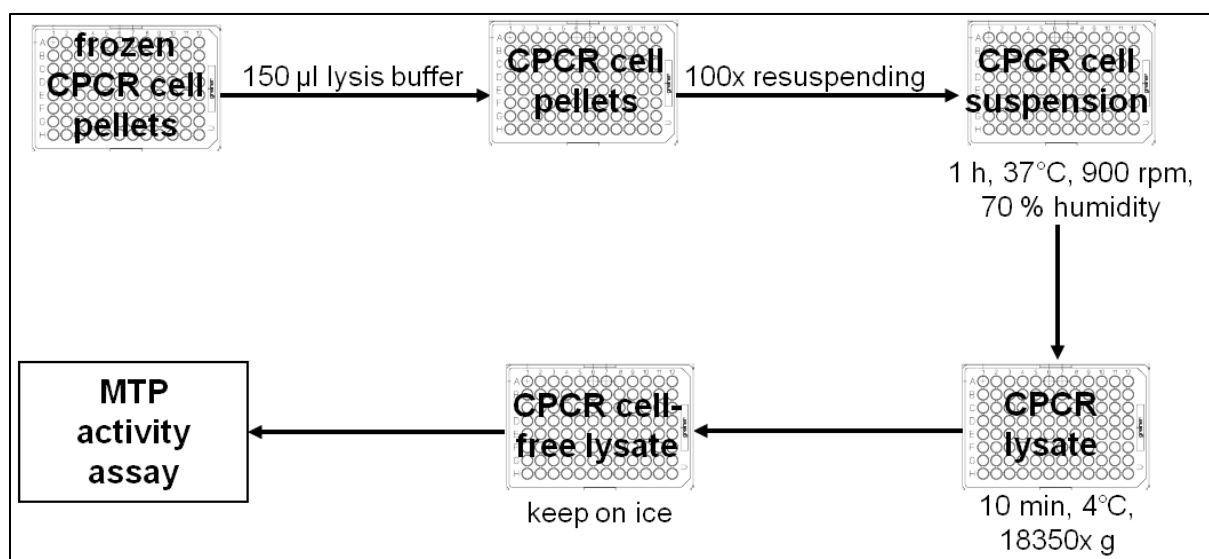 frozen
CPCR cell
pellets
150 µl lysis buffer
CPCR cell
pellets
100x resuspending
CPCR cell
suspension
1 h, 37°C, 900 rpm,
70 % humidity
CPCR
lysate
10 min, 4°C,
18350x g
CPCR cell-
free lysate
keep on ice
MTP
activity
assay